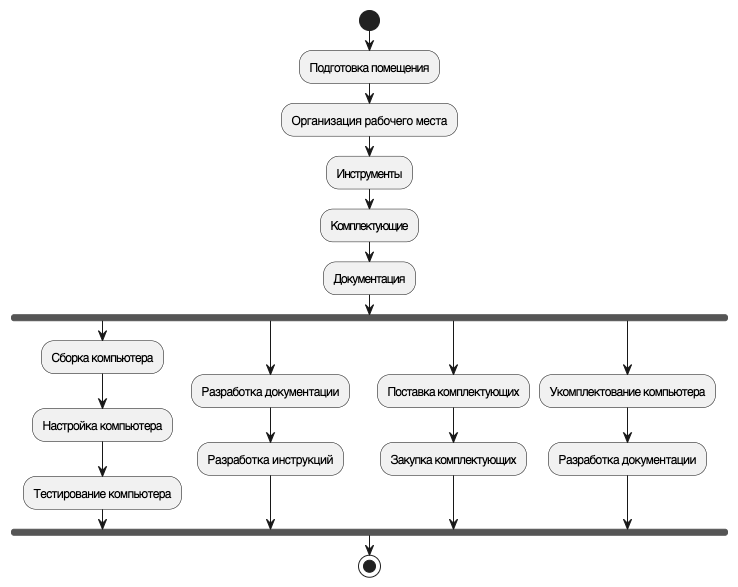 Подготовка помещения
Организация рабочего места
Инструменты
Комплектующие
Документация
Сборка компьютера
Настройка компьютера
Тестирование компьютера
Разработка документации
Разработка инструкций
Поставка комплектующих
Закупка комплектующих
Укомплектование компьютера
Разработка документации